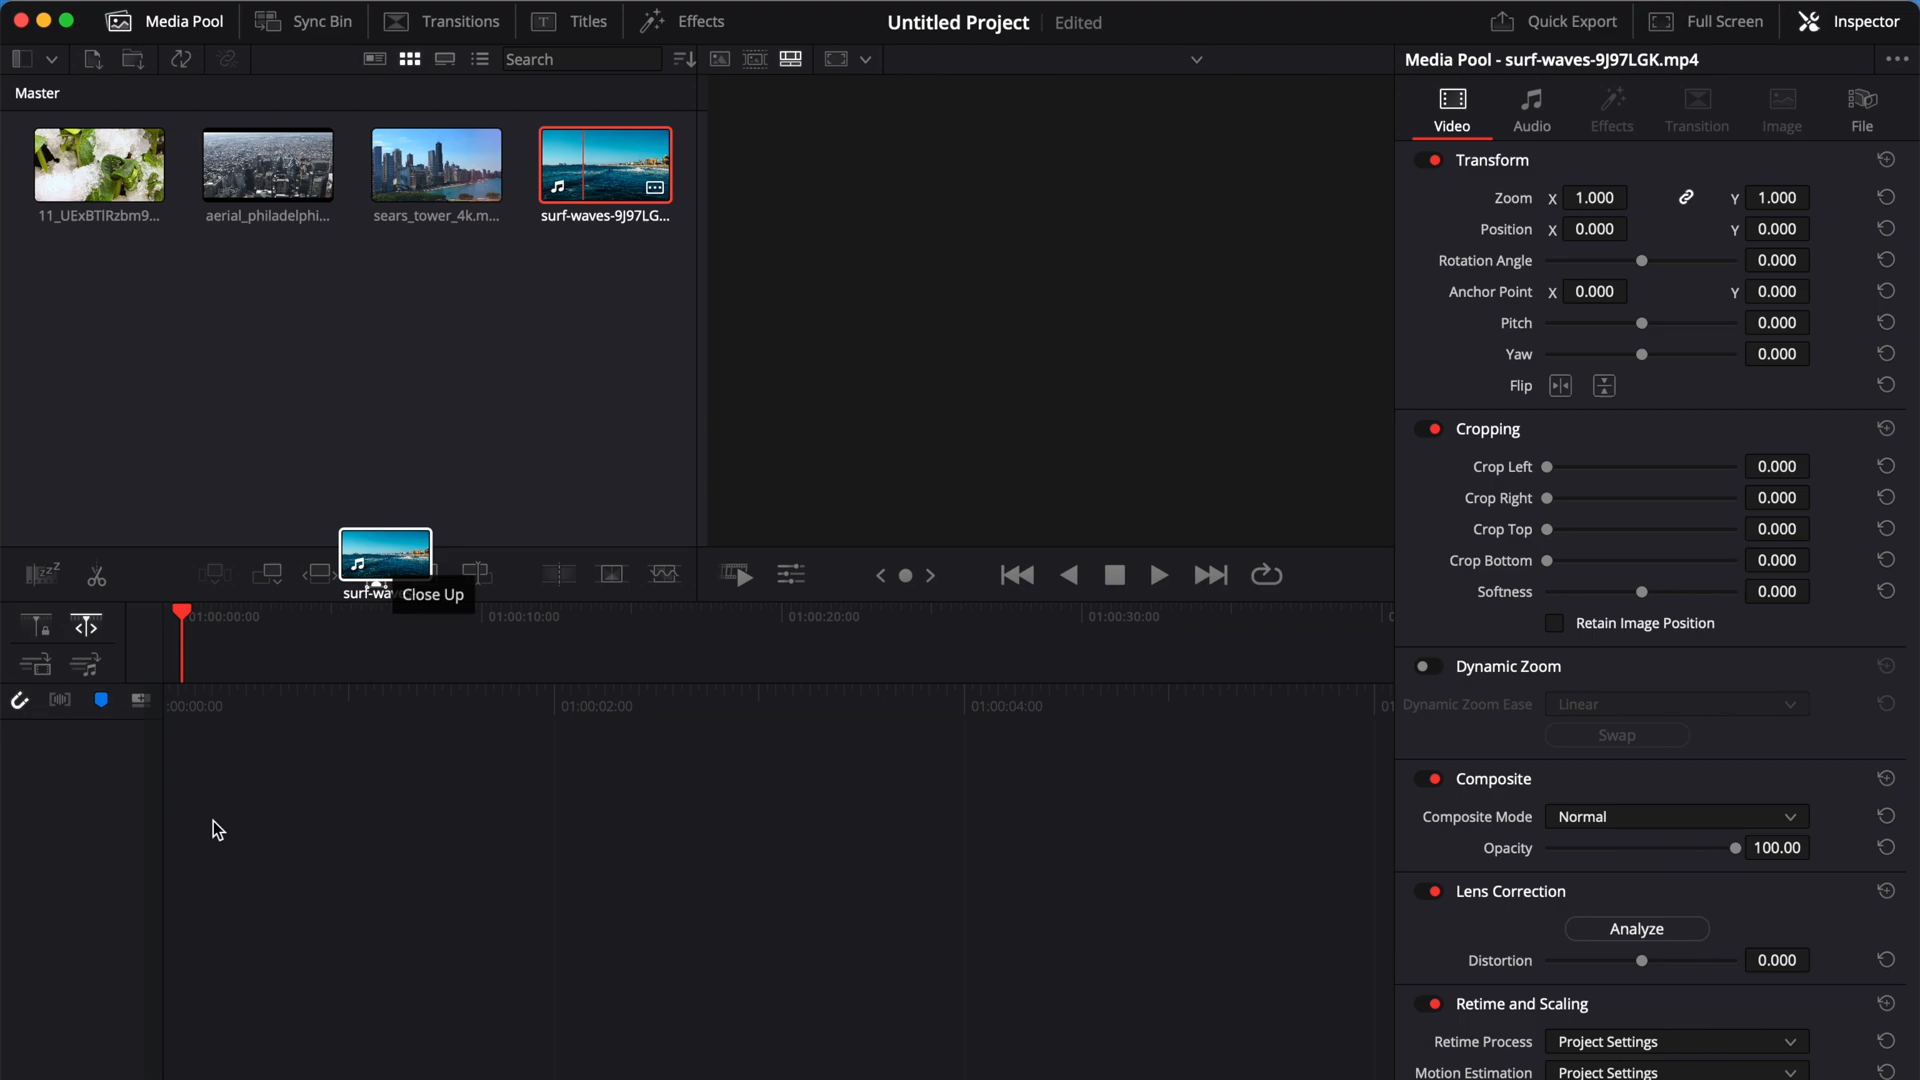 Media Pool Sync Bin Transitions Titles Effects Untitled Project Edited Quick Export Full Screen Inspector
Search Media Pool - surf-waves-9J97LGK.mp4
Master
Video Audio Effects Transition Image File
11_UExBTlRzbm9... aerial_philadelphi... sears_tower_4k.m... surf-waves-9J97LG...
Transform
Zoom X 1.000 Y 1.000
Position X 0.000 Y 0.000
Rotation Angle 0.000
Anchor Point X 0.000 Y 0.000
Pitch 0.000
Yaw 0.000
Flip
Cropping
Crop Left 0.000
Crop Right 0.000
Crop Top 0.000
Crop Bottom 0.000
Softness 0.000
Retain Image Position
surf-wav Close Up
01:00:00:00 01:00:10:00 01:00:20:00 01:00:30:00
:00:00:00 01:00:02:00 01:00:04:00 01
Dynamic Zoom
Dynamic Zoom Ease Linear
Swap
Composite
Composite Mode Normal
Opacity 100.00
Lens Correction
Analyze
Distortion 0.000
Retime and Scaling
Retime Process Project Settings
Motion Estimation Project Settings